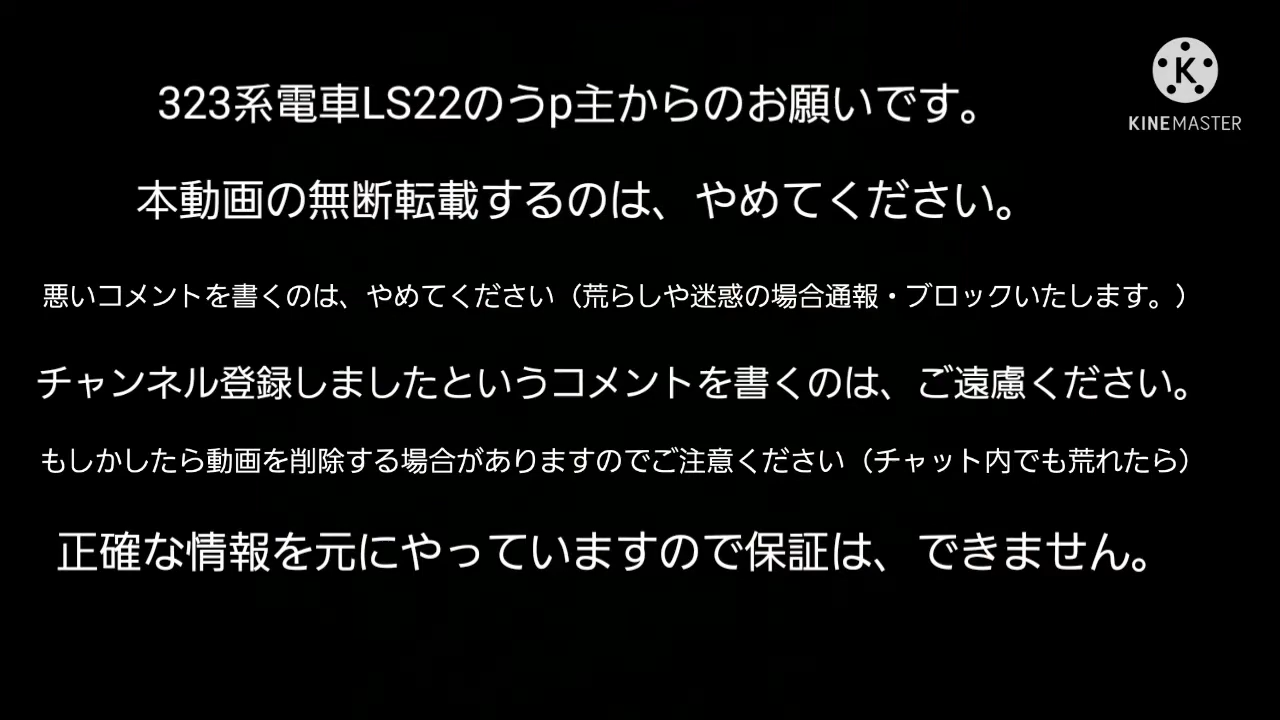 323系電車LS22のうp主からのお願いです。
K
KINEMASTER
本動画の無断転載するのは、やめてください。
悪いコメントを書くのは、やめてください（荒らしや迷惑の場合通報・ブロックいたします。）
チャンネル登録しましたというコメントを書くのは、ご遠慮ください。
もしかしたら動画を削除する場合がありますのでご注意ください（チャット内でも荒れたら）
正確な情報を元にやっていますので保証は、できません。